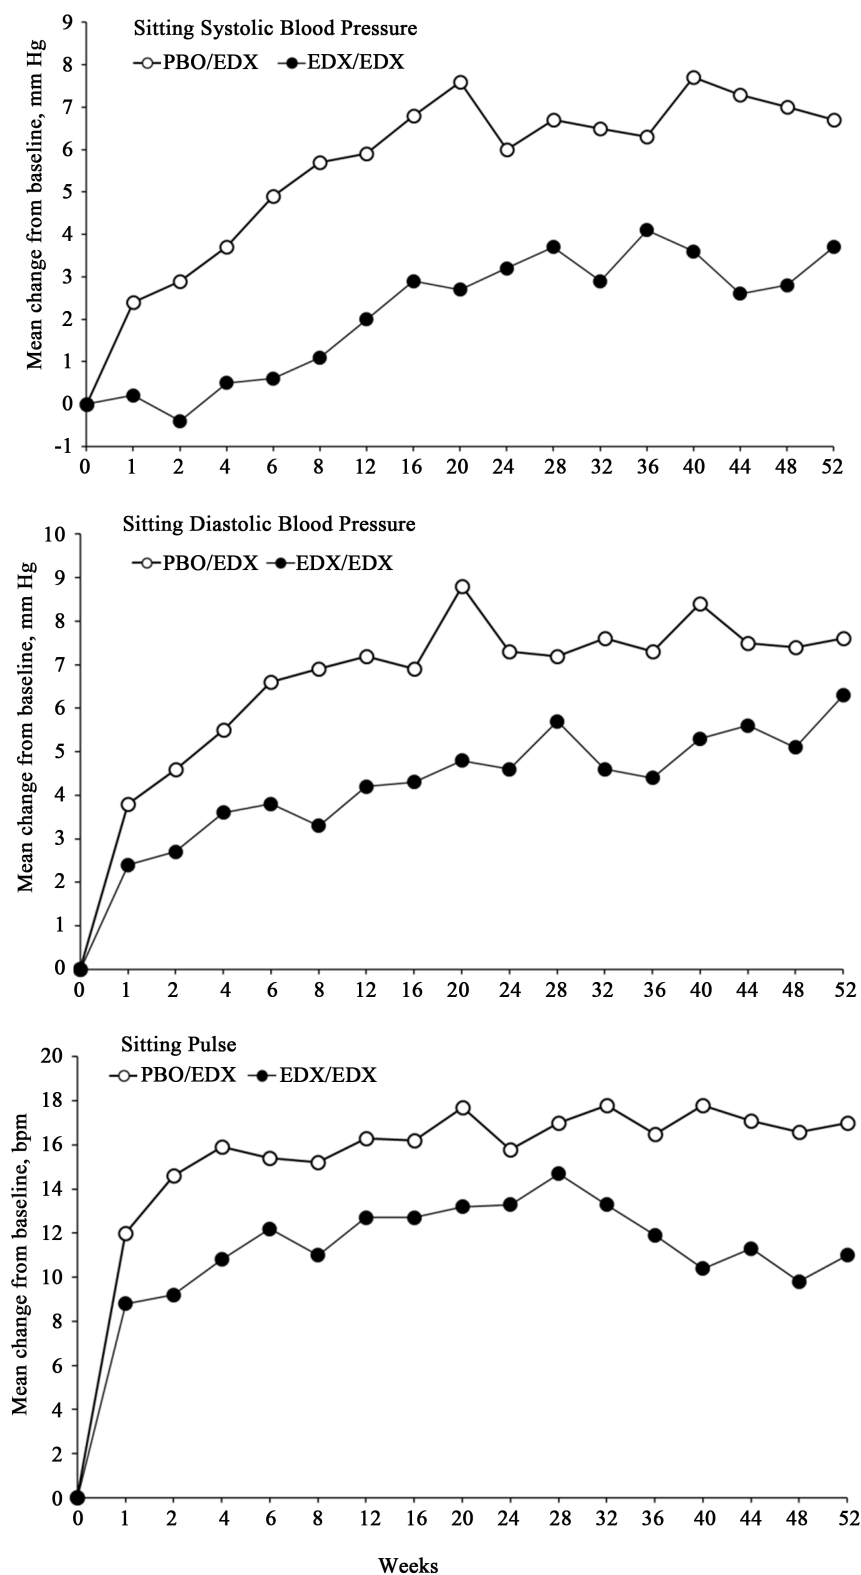 Sitting Systolic Blood Pressure
PBO/EDX EDX/EDX
Mean change from baseline, mm Hg
9
8
7
6
5
4
3
2
1
0
-1
0 1 2 4 6 8 12 16 20 24 28 32 36 40 44 48 52
Sitting Diastolic Blood Pressure
PBO/EDX EDX/EDX
Mean change from baseline, mm Hg
10
9
8
7
6
5
4
3
2
1
0
0 1 2 4 6 8 12 16 20 24 28 32 36 40 44 48 52
Sitting Pulse
PBO/EDX EDX/EDX
Mean change from baseline, bpm
20
18
16
14
12
10
8
6
4
2
0
0 1 2 4 6 8 12 16 20 24 28 32 36 40 44 48 52
Weeks